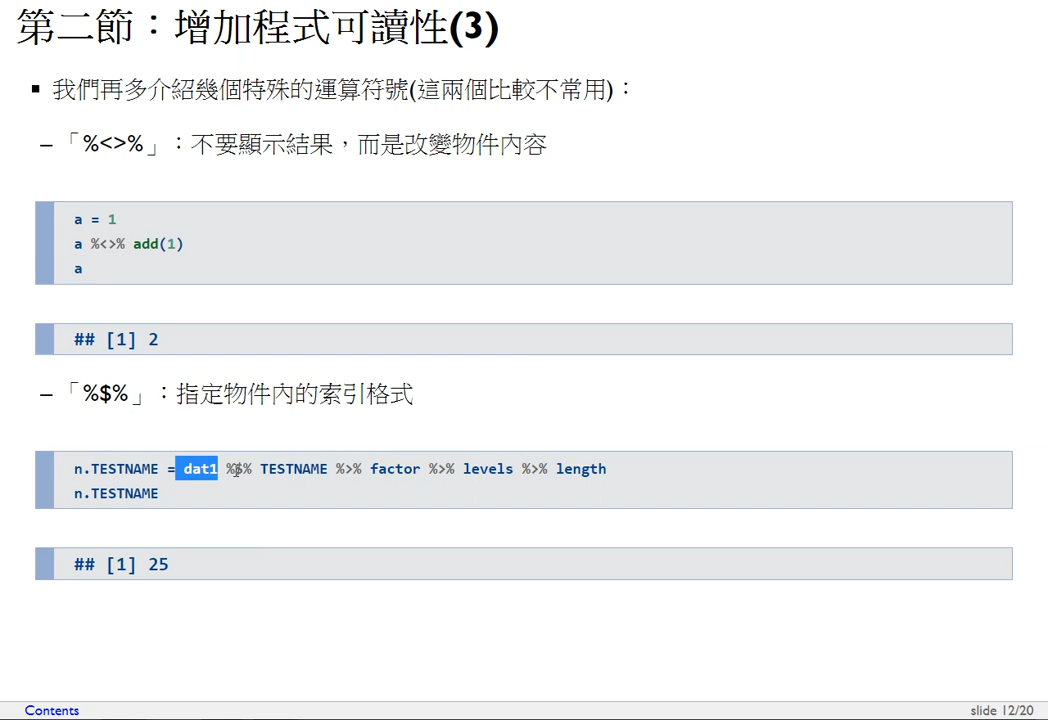 第二節：增加程式可讀性(3)
▪ 我們再多介紹幾個特殊的運算符號(這兩個比較不常用)：
– 「%<>%」：不要顯示結果，而是改變物件內容
a = 1
a %<>% add(1)
a
## [1] 2
– 「%$%」：指定物件內的索引格式
n.TESTNAME = dat1 %$% TESTNAME %>% factor %>% levels %>% length
n.TESTNAME
## [1] 25
Contents
slide 12/20